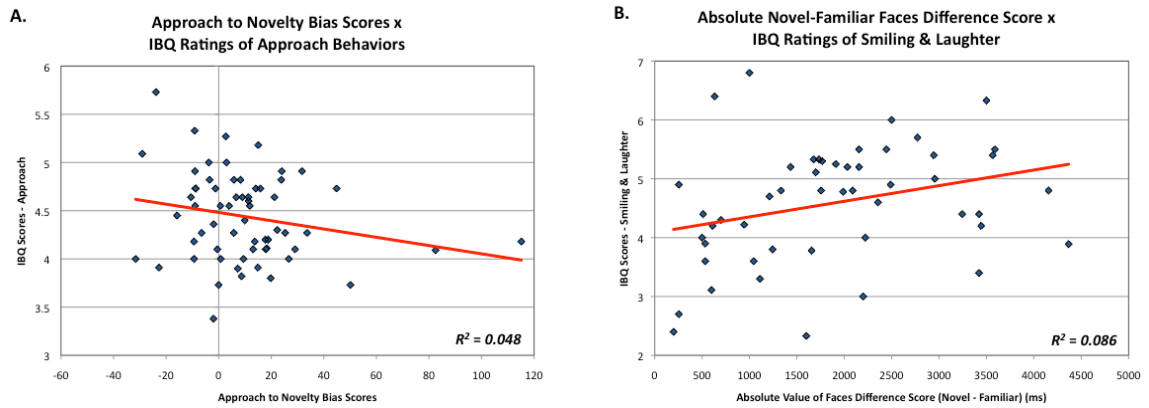 A.
Approach to Novelty Bias Scores x
IBQ Ratings of Approach Behaviors
6
5.5
5
4.5
4
3.5
3
IBQ Scores - Approach
-60 -40 -20 0 20 40 60 80 100 120
Approach to Novelty Bias Scores
R² = 0.048
B.
Absolute Novel-Familiar Faces Difference Score x
IBQ Ratings of Smiling & Laughter
7
6
5
4
3
2
IBQ Scores - Smiling & Laughter
0 500 1000 1500 2000 2500 3000 3500 4000 4500 5000
Absolute Value of Faces Difference Score (Novel - Familiar) (ms)
R² = 0.086